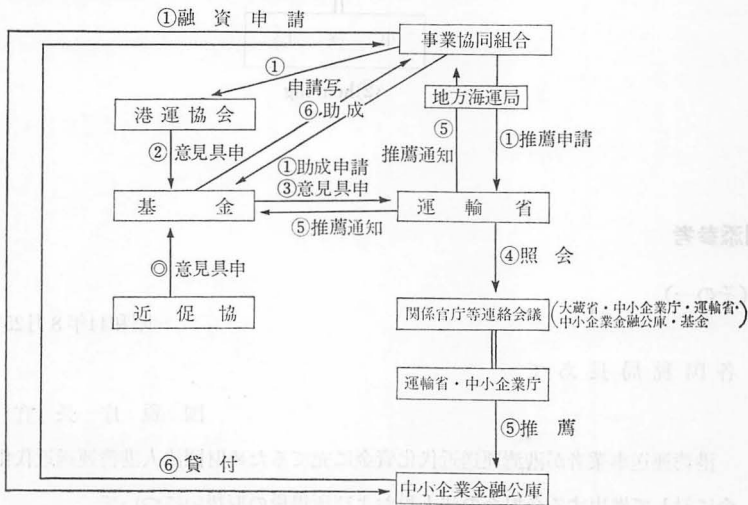 ①融資申請
事業協同組合
①
申請写
⑥助成
地方海運局
港運協会
⑤
推薦通知
①推薦申請
②意見具申
①助成申請
③意見具申
基金
運輸省
⑤推薦通知
◎意見具申
④照会
近促協
関係官庁等連絡会議
(大蔵省・中小企業庁・運輸省・
中小企業金融公庫・基金)
運輸省・中小企業庁
⑤推薦
⑥貸付
中小企業金融公庫